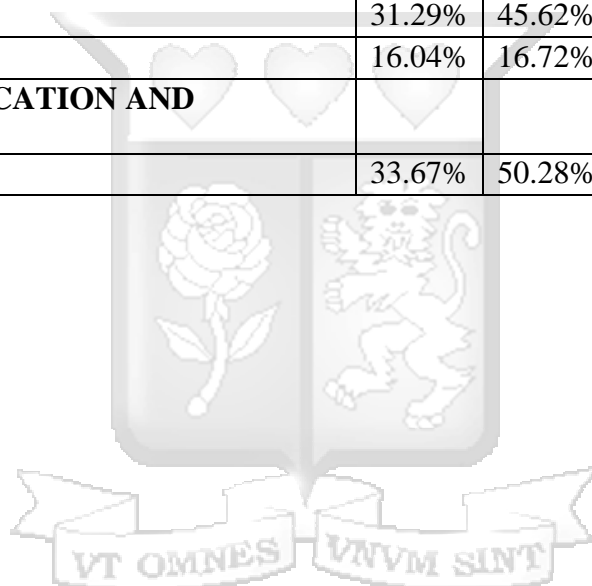 31.29% 45.62%
16.04% 16.72%
CATION AND
33.67% 50.28%
VT OMNES VNVM SINT